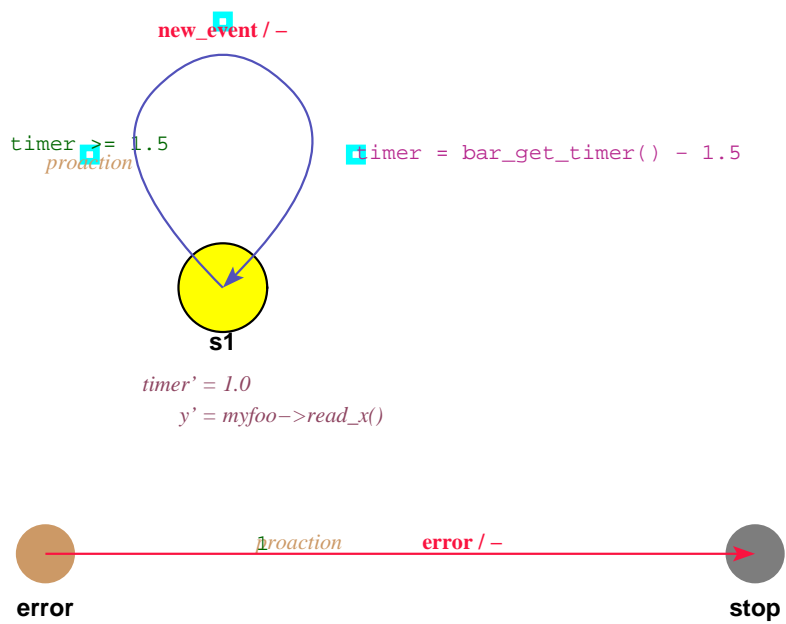 new_event / −
timer >= 1.5
proaction
timer = bar_get_timer() − 1.5
s1
timer’ = 1.0
y’ = myfoo−>read_x()
1
proaction
error / −
error
stop